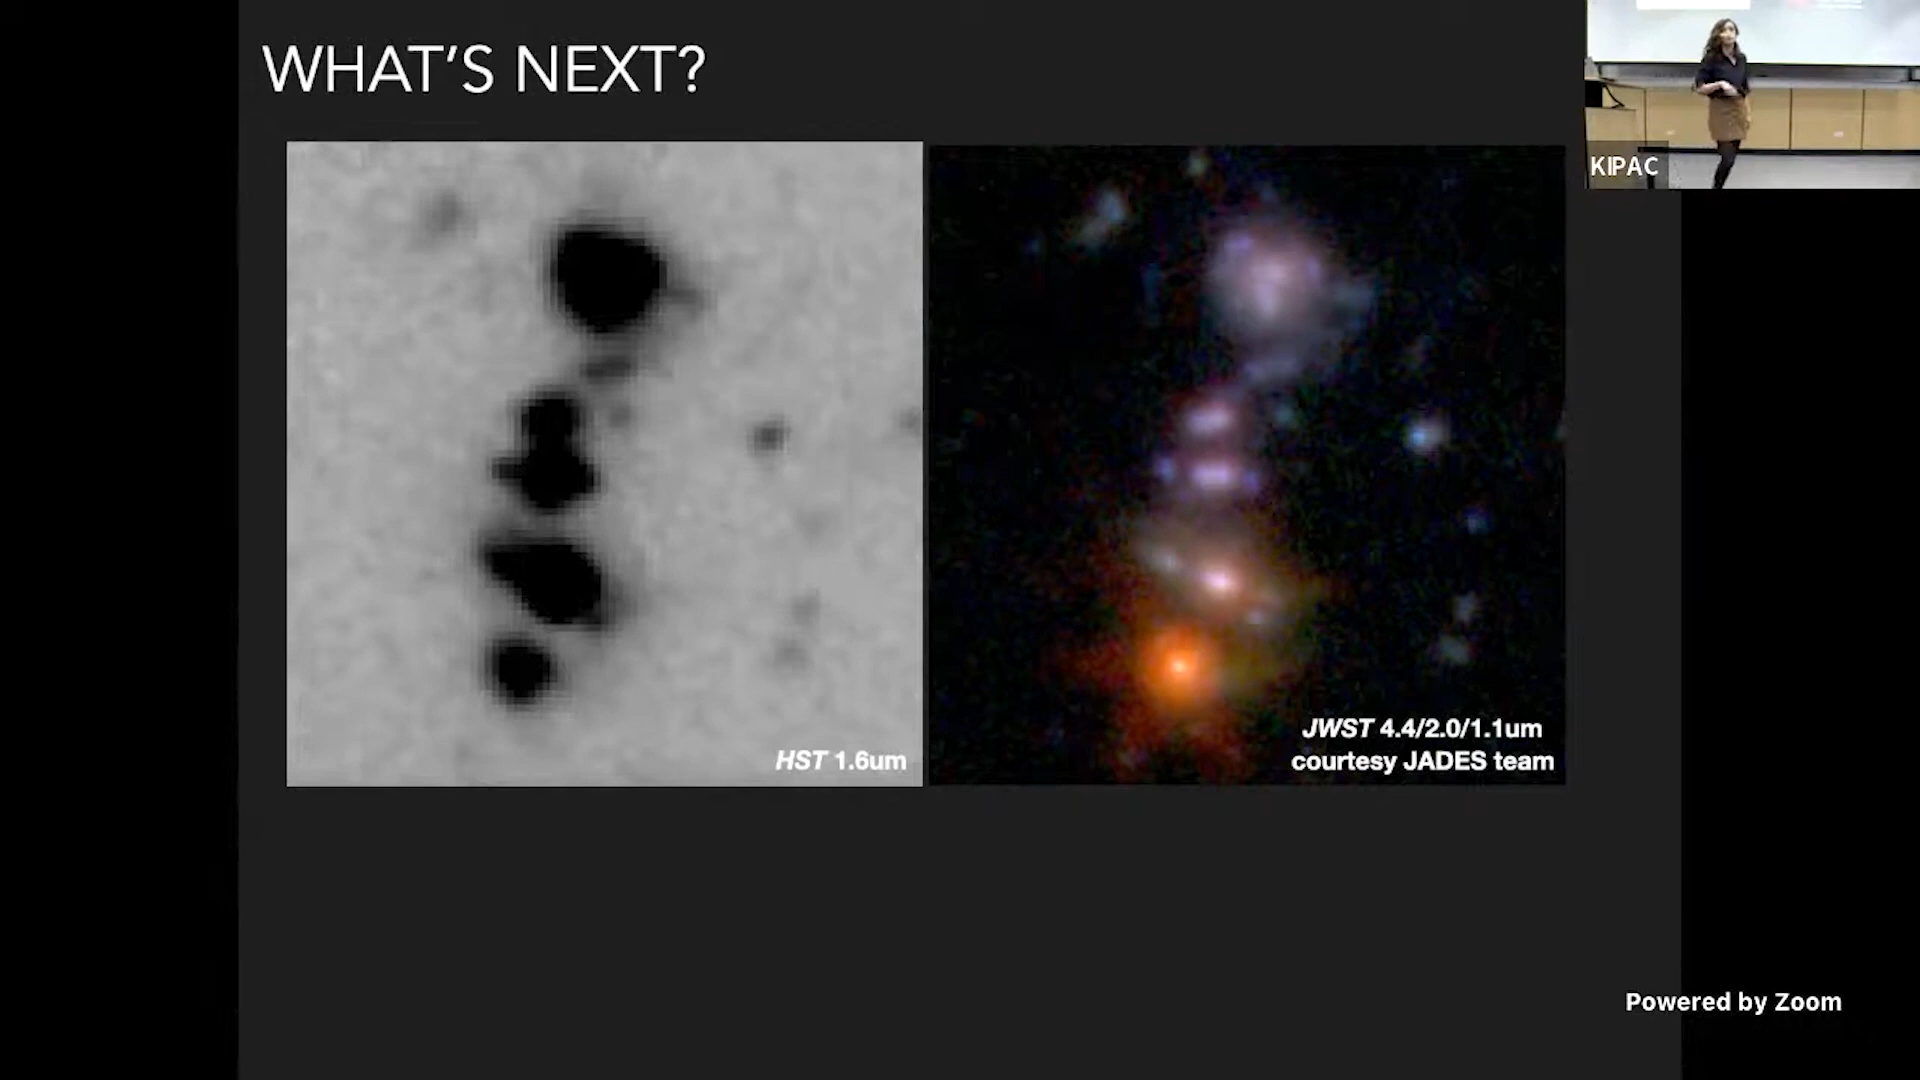 WHAT'S NEXT?
KIPAC
HST 1.6um
JWST 4.4/2.0/1.1um
courtesy JADES team
Powered by Zoom